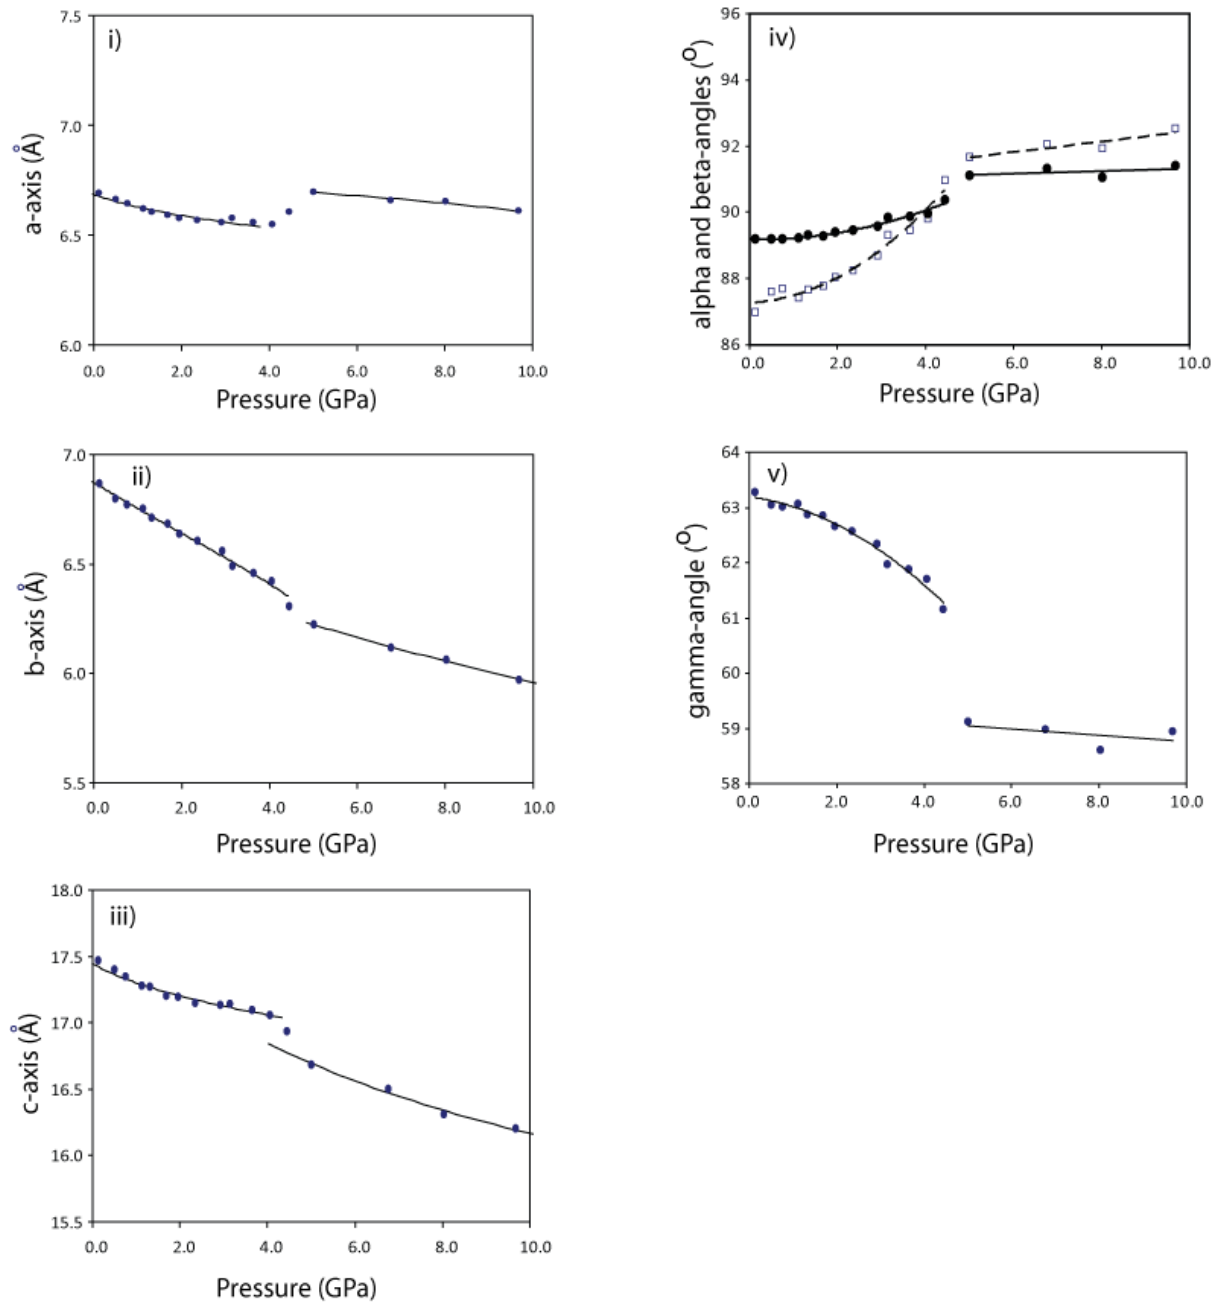 i)
7.5
7.0
6.5
6.0
a-axis (Å)
0.0 2.0 4.0 6.0 8.0 10.0
Pressure (GPa)
iv)
96
94
92
90
88
86
alpha and beta-angles (°)
0.0 2.0 4.0 6.0 8.0 10.0
Pressure (GPa)
ii)
7.0
6.5
6.0
5.5
b-axis (Å)
0.0 2.0 4.0 6.0 8.0 10.0
Pressure (GPa)
v)
64
63
62
61
60
59
58
gamma-angle (°)
0.0 2.0 4.0 6.0 8.0 10.0
Pressure (GPa)
iii)
18.0
17.5
17.0
16.5
16.0
15.5
c-axis (Å)
0.0 2.0 4.0 6.0 8.0 10.0
Pressure (GPa)